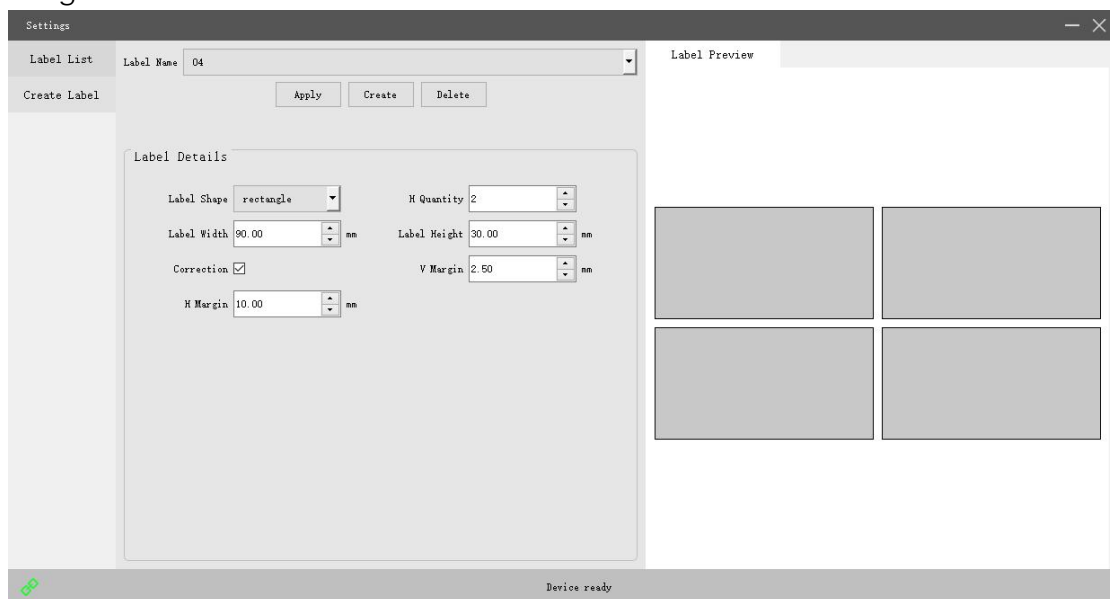 Settings
Label List
Create Label
Label Name 04
Apply Create Delete
Label Details
Label Shape rectangle H Quantity 2
Label Width 90.00 mm Label Height 30.00 mm
Correction V Margin 2.50 mm
H Margin 10.00 mm
Label Preview
Device ready